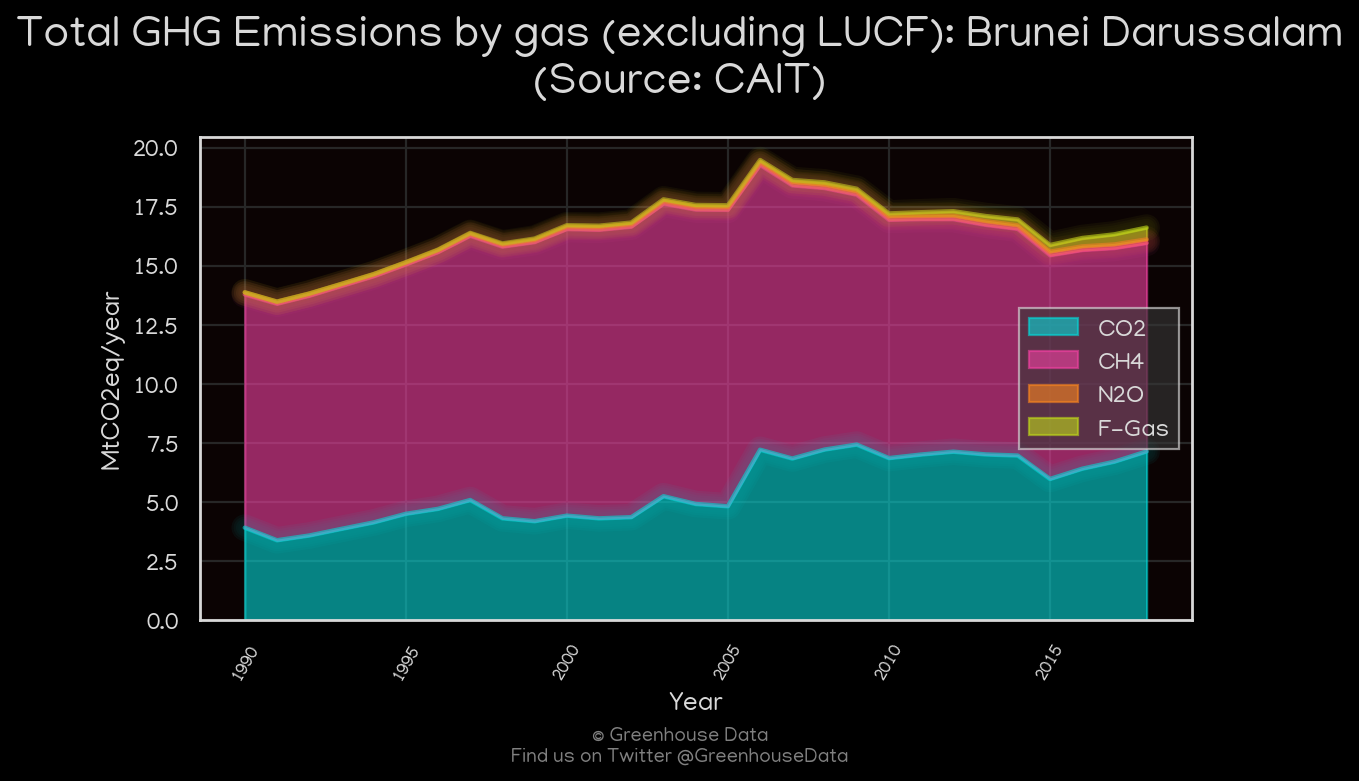 Total GHG Emissions by gas (excluding LUCF): Brunei Darussalam
(Source: CAIT)
20.0
17.5
15.0
12.5
10.0
7.5
5.0
2.5
0.0
MtCO2eq/year
CO2
CH4
N2O
F-Gas
1990
1995
2000
2005
2010
2015
Year
© Greenhouse Data
Find us on Twitter @GreenhouseData